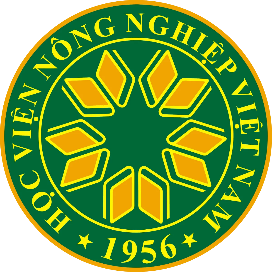 HỌC VIỆN NÔNG NGHIỆP VIỆT NAM
★ 1956 ★